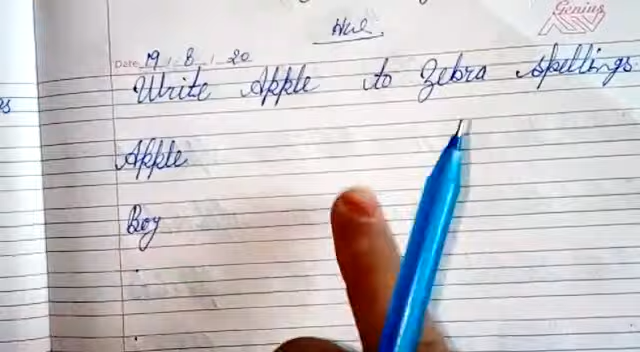 Genius
H.W.
Date 19 / 8 / 20
Write Apple to Zebra spellings.
Apple
Boy